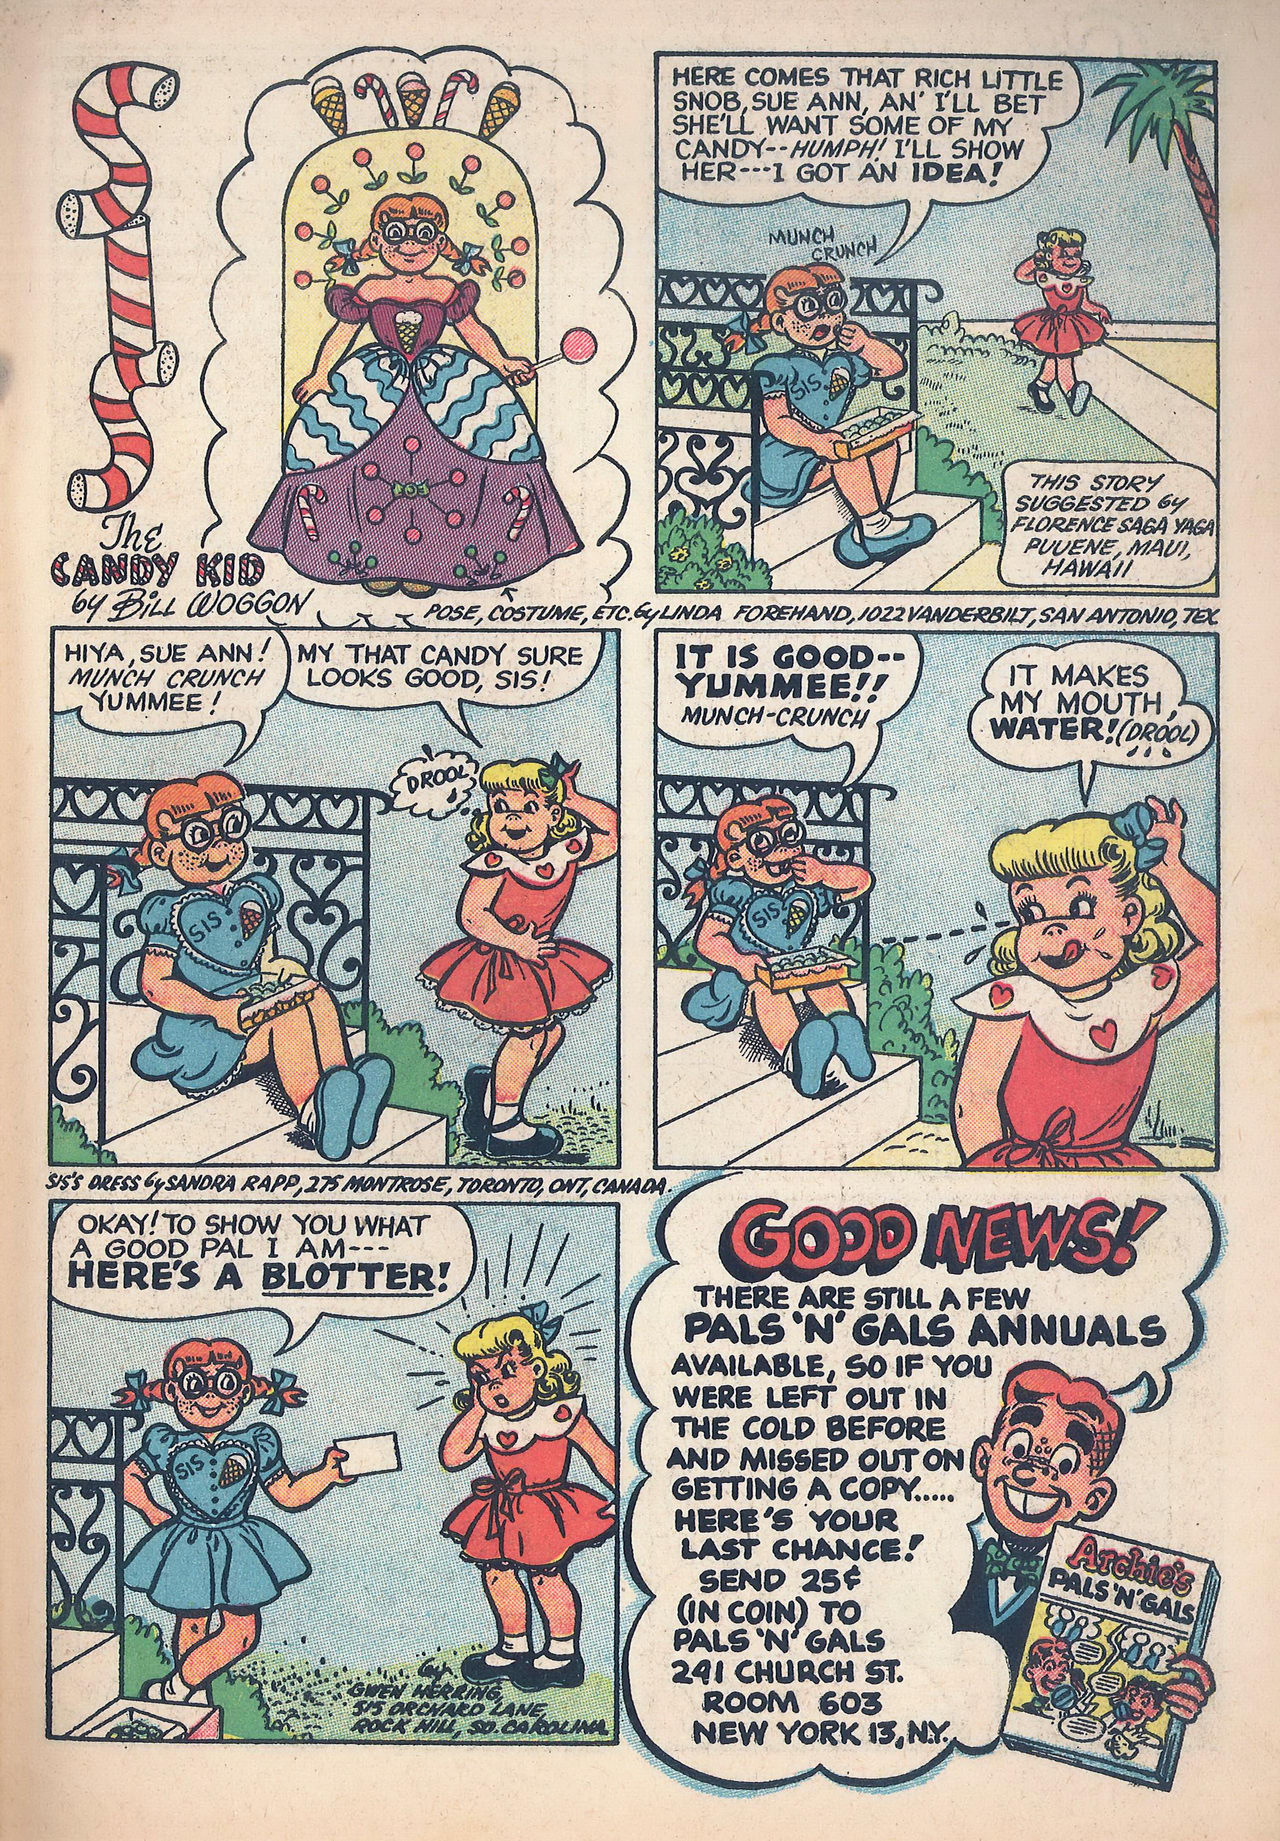 The
CANDY KID
by BILL WOGGON
POSE, COSTUME, ETC. by LINDA FOREHAND, 1022 VANDERBILT, SAN ANTONIO, TEX
HERE COMES THAT RICH LITTLE
SNOB, SUE ANN, AN' I'LL BET
SHE'LL WANT SOME OF MY
CANDY--HUMPH! I'LL SHOW
HER---I GOT AN IDEA!
MUNCH
CRUNCH
SIS
THIS STORY
SUGGESTED by
FLORENCE SAGA YAGA
PUUENE, MAUI,
HAWAII
HIYA, SUE ANN!
MUNCH CRUNCH
YUMMEE!
MY THAT CANDY SURE
LOOKS GOOD, SIS!
DROOL
SIS
SIS'S DRESS by SANDRA RAPP, 275 MONTROSE, TORONTO, ONT, CANADA.
IT IS GOOD--
YUMMEE!!
MUNCH-CRUNCH
IT MAKES
MY MOUTH,
WATER! (DROOL)
SIS
OKAY! TO SHOW YOU WHAT
A GOOD PAL I AM---
HERE'S A BLOTTER!
SIS
by
GWEN HERRING,
515 ORCHARD LANE,
ROCK HILL, SO. CAROLINA
GOOD NEWS!
THERE ARE STILL A FEW
PALS 'N' GALS ANNUALS
AVAILABLE, SO IF YOU
WERE LEFT OUT IN
THE COLD BEFORE
AND MISSED OUT ON
GETTING A COPY.....
HERE'S YOUR
LAST CHANCE!
SEND 25¢
(IN COIN) TO
PALS 'N' GALS
241 CHURCH ST.
ROOM 603
NEW YORK 13, N.Y.
Archie's
PALS 'N' GALS